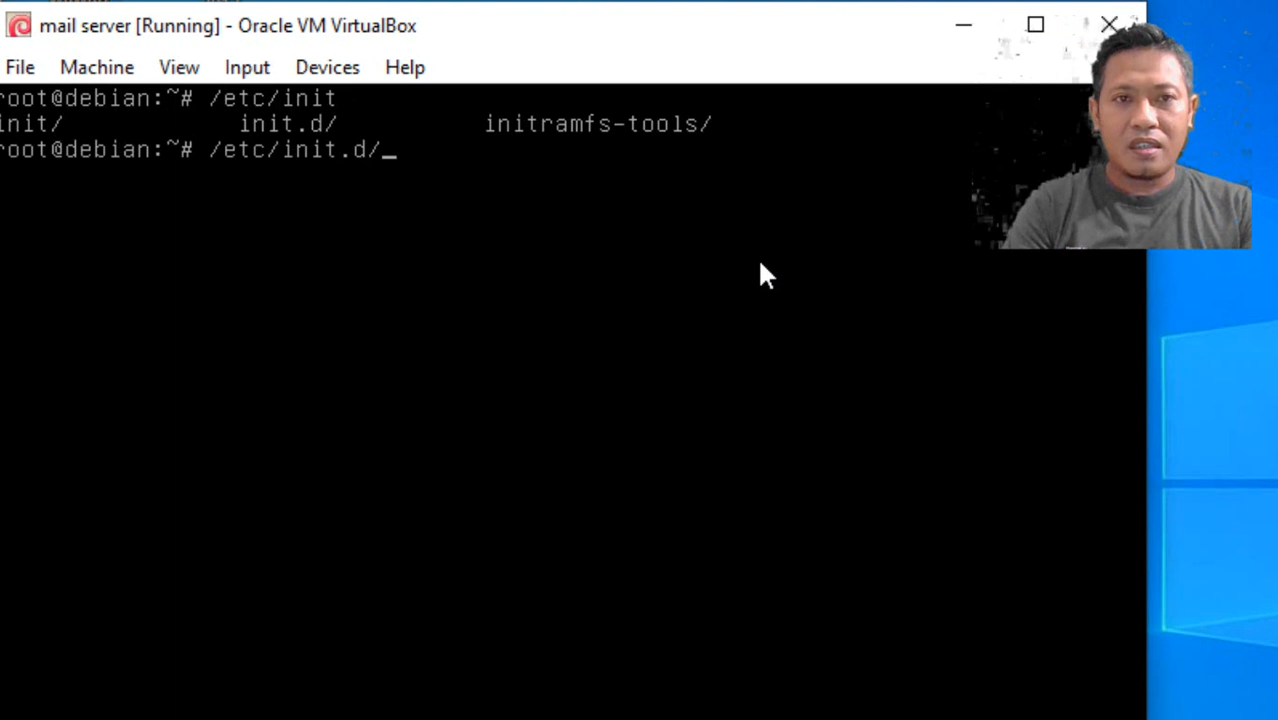 mail server [Running] - Oracle VM VirtualBox
File Machine View Input Devices Help
root@debian:~# /etc/init
init/ init.d/ initramfs-tools/
root@debian:~# /etc/init.d/_